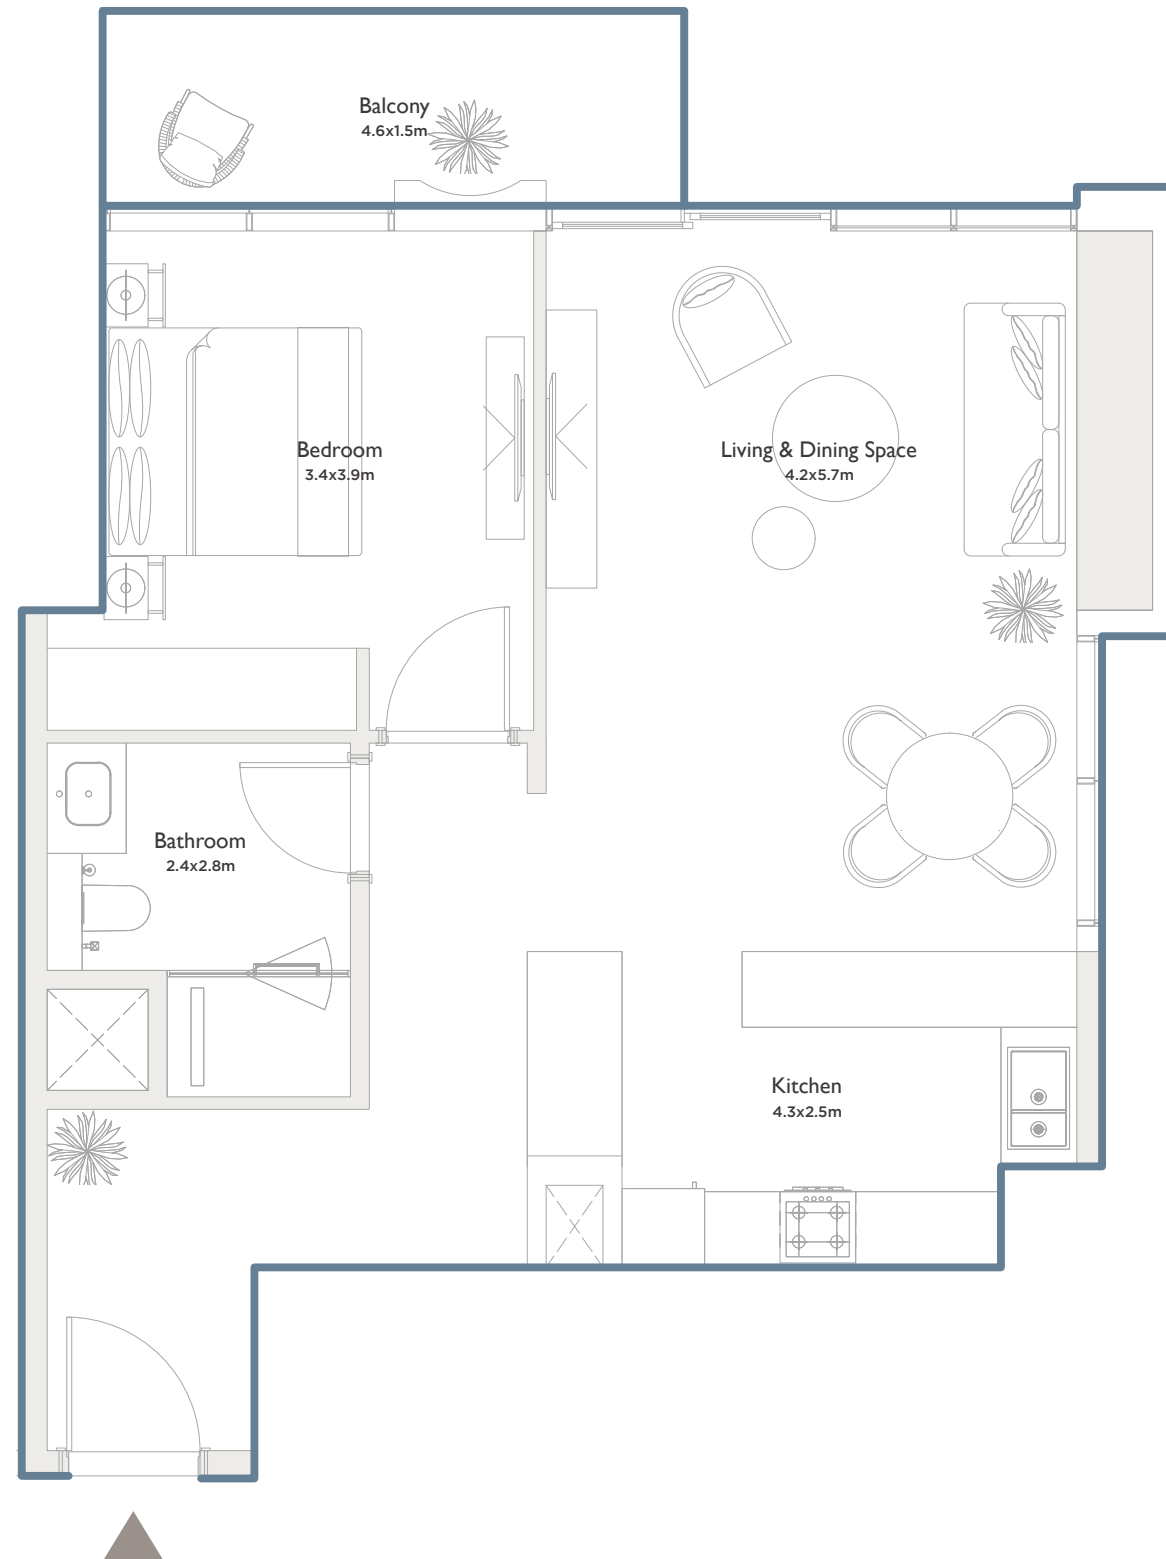 Balcony
4.6x1.5m
Bedroom
3.4x3.9m
Living & Dining Space
4.2x5.7m
Bathroom
2.4x2.8m
Kitchen
4.3x2.5m